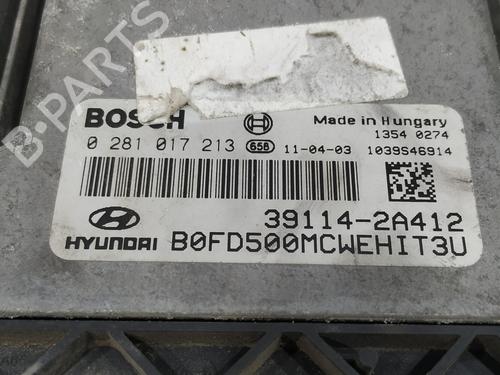 B-PARTS
BOSCH
Made in Hungary
1354 0274
0 281 017 213 658 11-04-03 1039S46914
39114-2A412
HYUNDAI B0FD500MCWEHIT3U